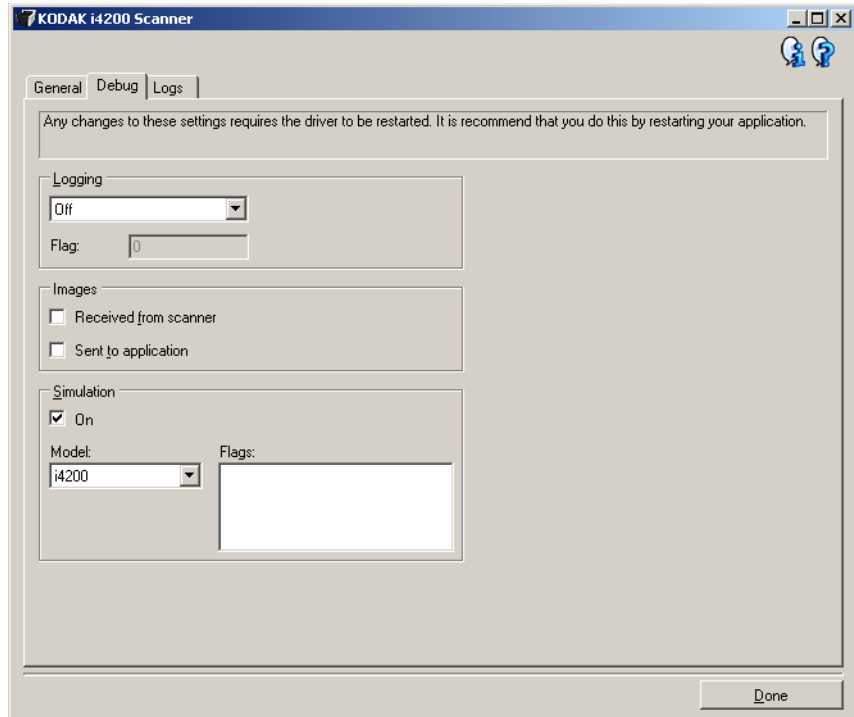 KODAK i4200 Scanner
General Debug Logs
Any changes to these settings requires the driver to be restarted. It is recommend that you do this by restarting your application.
Logging
Off
Flag: 0
Images
Received from scanner
Sent to application
Simulation
On
Model: Flags:
i4200
Done